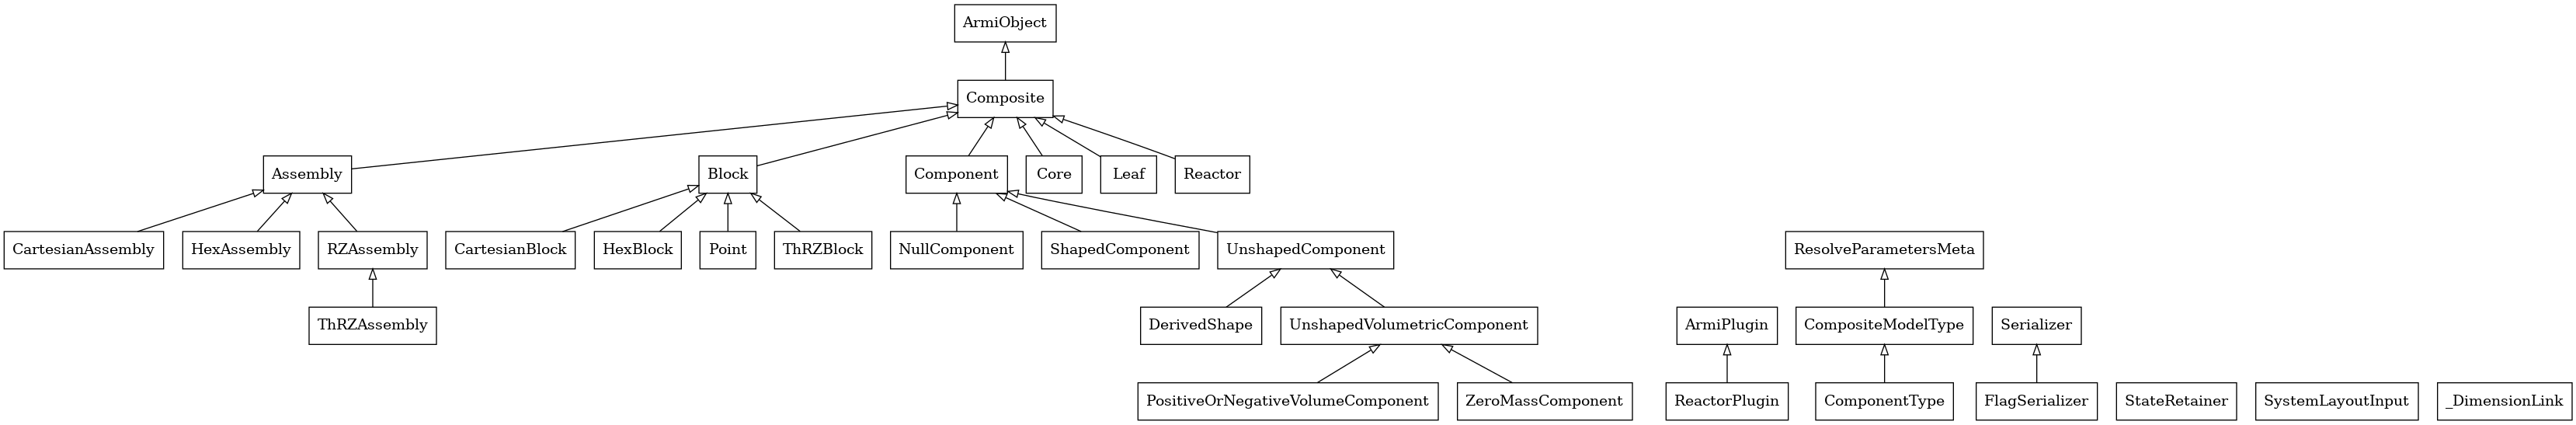 ArmiObject
Composite
Assembly
Block
Component
Core
Leaf
Reactor
CartesianAssembly
HexAssembly
RZAssembly
CartesianBlock
HexBlock
Point
ThRZBlock
NullComponent
ShapedComponent
UnshapedComponent
ResolveParametersMeta
ThRZAssembly
DerivedShape
UnshapedVolumetricComponent
ArmiPlugin
CompositeModelType
Serializer
PositiveOrNegativeVolumeComponent
ZeroMassComponent
ReactorPlugin
ComponentType
FlagSerializer
StateRetainer
SystemLayoutInput
_DimensionLink